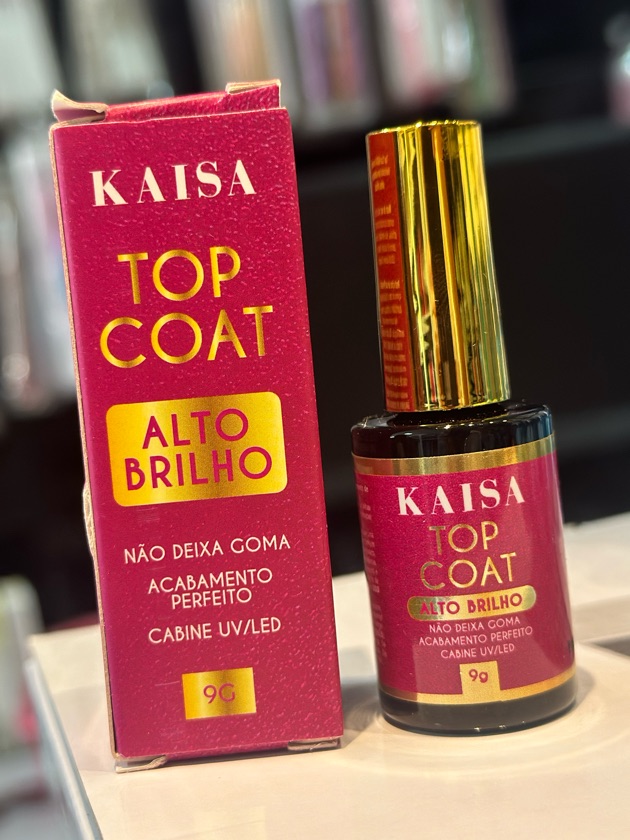 KAISA
TOP
COAT
ALTO
BRILHO
NÃO DEIXA GOMA
ACABAMENTO
PERFEITO
CABINE UV/LED
9G
KAISA
TOP
COAT
ALTO BRILHO
NÃO DEIXA GOMA
ACABAMENTO PERFEITO
CABINE UV/LED
9g